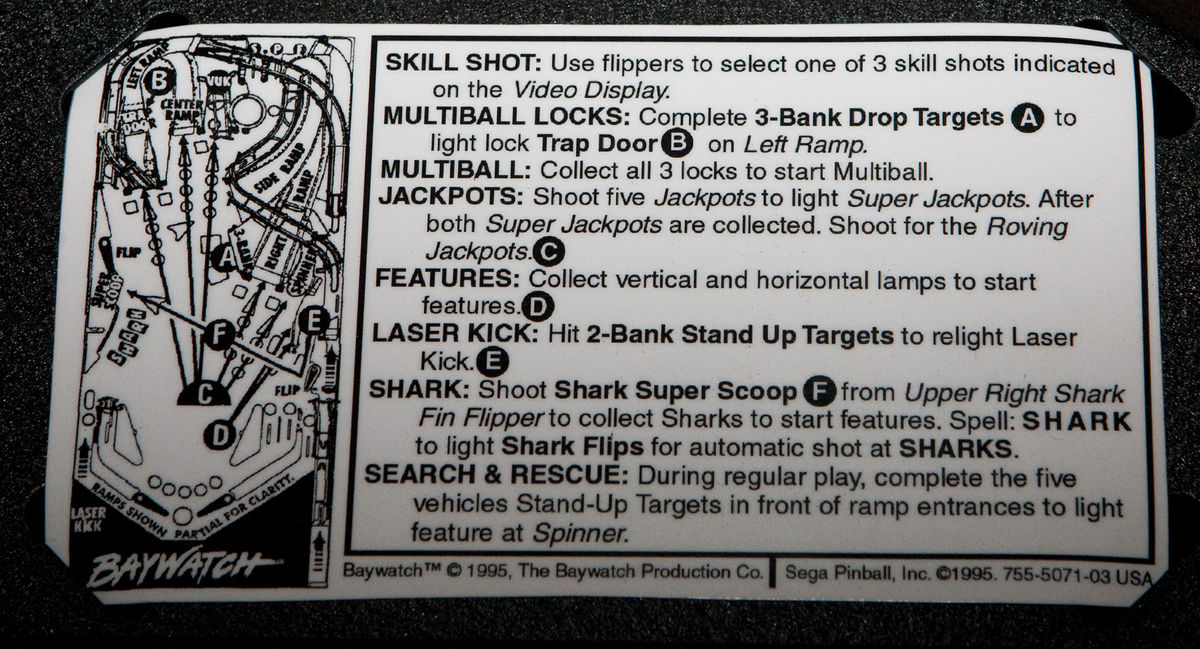 LEFT RAMP
B
VUK
CENTER
RAMP
SIDE RAMP
RAMP
A
RIGHT
FLIP
SUPER
SCOOP
E
F
SHARK
FLIP
C
D
RAMPS SHOWN PARTIAL FOR CLARITY.
LASER
KICK
BAYWATCH
SKILL SHOT: Use flippers to select one of 3 skill shots indicated
on the Video Display.
MULTIBALL LOCKS: Complete 3-Bank Drop Targets A to
light lock Trap Door B on Left Ramp.
MULTIBALL: Collect all 3 locks to start Multiball.
JACKPOTS: Shoot five Jackpots to light Super Jackpots. After
both Super Jackpots are collected. Shoot for the Roving
Jackpots. C
FEATURES: Collect vertical and horizontal lamps to start
features. D
LASER KICK: Hit 2-Bank Stand Up Targets to relight Laser
Kick. E
SHARK: Shoot Shark Super Scoop F from Upper Right Shark
Fin Flipper to collect Sharks to start features. Spell: SHARK
to light Shark Flips for automatic shot at SHARKS.
SEARCH & RESCUE: During regular play, complete the five
vehicles Stand-Up Targets in front of ramp entrances to light
feature at Spinner.
Baywatch™ © 1995, The Baywatch Production Co. Sega Pinball, Inc. ©1995. 755-5071-03 USA